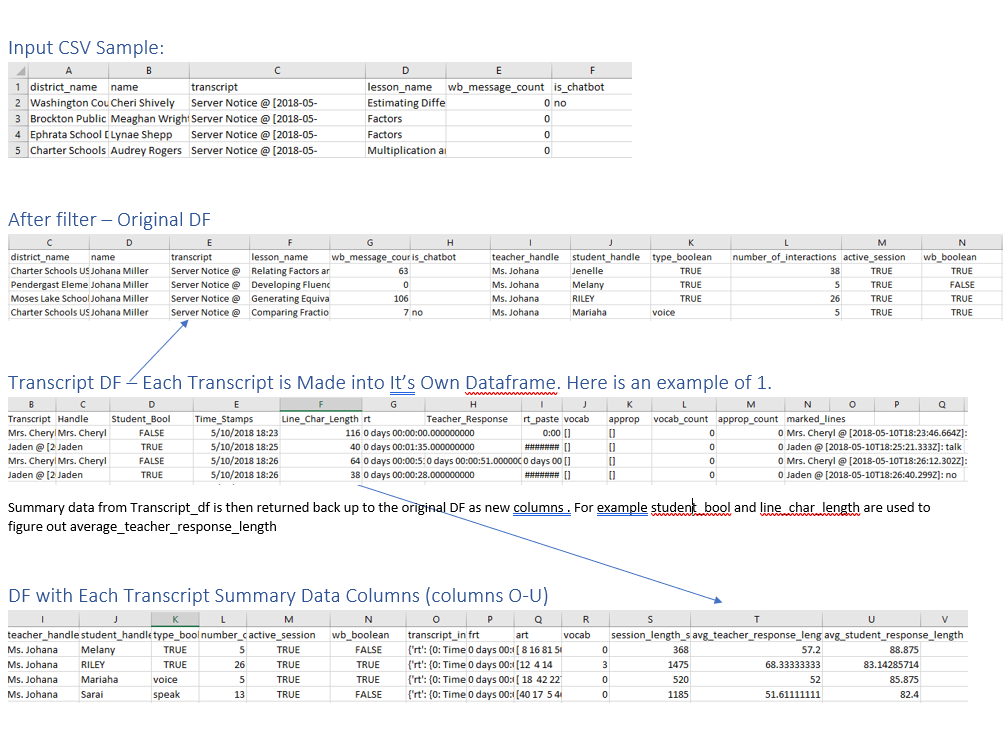 Input CSV Sample:
A B C D E F
1 district_name name transcript lesson_name wb_message_count is_chatbot
2 Washington Cou Cheri Shively Server Notice @ [2018-05- Estimating Diffe 0 no
3 Brockton Public Meaghan Wright Server Notice @ [2018-05- Factors 0
4 Ephrata School D Lynae Shepp Server Notice @ [2018-05- Factors 0
5 Charter Schools Audrey Rogers Server Notice @ [2018-05- Multiplication a 0
After filter – Original DF
C D E F G H I J K L M N
district_name name transcript lesson_name wb_message_cour is_chatbot teacher_handle student_handle type_boolean number_of_interactions active_session wb_boolean
Charter Schools US Johana Miller Server Notice @ Relating Factors ar 63 Ms. Johana Jenelle TRUE 38 TRUE TRUE
Pendergast Eleme Johana Miller Server Notice @ Developing Fluenc 0 Ms. Johana Melany TRUE 5 TRUE FALSE
Moses Lake School Johana Miller Server Notice @ Generating Equiva 106 Ms. Johana RILEY TRUE 26 TRUE TRUE
Charter Schools US Johana Miller Server Notice @ Comparing Fractio 7 no Ms. Johana Mariaha voice 5 TRUE TRUE
Transcript DF – Each Transcript is Made into It's Own Dataframe. Here is an example of 1.
B C D E F G H I J K L M N O P Q
Transcript Handle Student_Bool Time_Stamps Line_Char_Length rt Teacher_Response rt_paste vocab approp vocab_count approp_count marked_lines
Mrs. Chery Mrs. Cheryl FALSE 5/10/2018 18:23 116 0 days 00:00:00.000000000 0:00 [] [] 0 0 Mrs. Cheryl @ [2018-05-10T18:23:46.664Z]:
Jaden @ [2 Jaden TRUE 5/10/2018 18:25 40 0 days 00:01:35.000000000 ####### [] [] 0 0 Jaden @ [2018-05-10T18:25:21.333Z]: talk
Mrs. Chery Mrs. Cheryl FALSE 5/10/2018 18:26 64 0 days 00:00:5: 0 days 00:00:51.000000 0 days 00 [] [] 0 0 Mrs. Cheryl @ [2018-05-10T18:26:12.302Z]:
Jaden @ [2 Jaden TRUE 5/10/2018 18:26 38 0 days 00:00:28.000000000 ####### [] [] 0 0 Jaden @ [2018-05-10T18:26:40.299Z]: no
Summary data from Transcript_df is then returned back up to the original DF as new columns . For example student_bool and line_char_length are used to
figure out average_teacher_response_length
DF with Each Transcript Summary Data Columns (columns O-U)
I J K L M N O P Q R S T U V
teacher_handle student_handle type_bool number_c active_session wb_boolean transcript_in frt art vocab session_length_s avg_teacher_response_leng avg_student_response_length
Ms. Johana Melany TRUE 5 TRUE FALSE {'rt': {0: Time 0 days 00:( [ 8 16 81 5 0 368 57.2 88.875
Ms. Johana RILEY TRUE 26 TRUE TRUE {'rt': {0: Time 0 days 00:( [12 4 14 3 1475 68.33333333 83.14285714
Ms. Johana Mariaha voice 5 TRUE TRUE {'rt': {0: Time 0 days 00:( [ 18 42 22 0 520 52 85.875
Ms. Johana Sarai speak 13 TRUE FALSE {'rt': {0: Time 0 days 00:( [40 17 5 4 0 1185 51.61111111 82.4